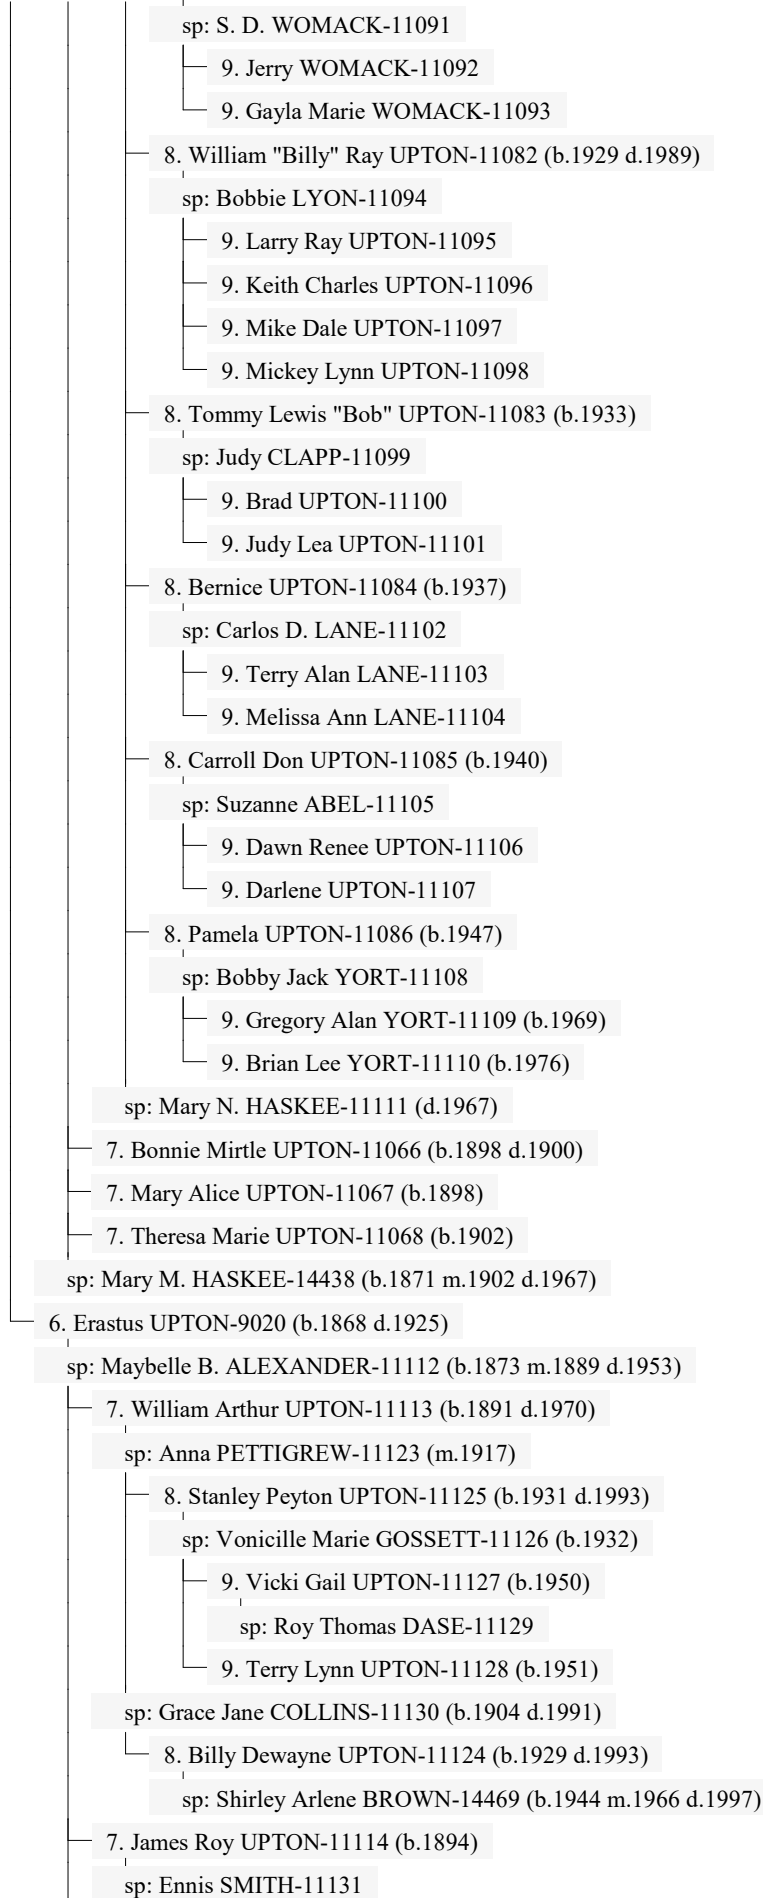 sp: S. D. WOMACK-11091
9. Jerry WOMACK-11092
9. Gayla Marie WOMACK-11093
8. William "Billy" Ray UPTON-11082 (b.1929 d.1989)
sp: Bobbie LYON-11094
9. Larry Ray UPTON-11095
9. Keith Charles UPTON-11096
9. Mike Dale UPTON-11097
9. Mickey Lynn UPTON-11098
8. Tommy Lewis "Bob" UPTON-11083 (b.1933)
sp: Judy CLAPP-11099
9. Brad UPTON-11100
9. Judy Lea UPTON-11101
8. Bernice UPTON-11084 (b.1937)
sp: Carlos D. LANE-11102
9. Terry Alan LANE-11103
9. Melissa Ann LANE-11104
8. Carroll Don UPTON-11085 (b.1940)
sp: Suzanne ABEL-11105
9. Dawn Renee UPTON-11106
9. Darlene UPTON-11107
8. Pamela UPTON-11086 (b.1947)
sp: Bobby Jack YORT-11108
9. Gregory Alan YORT-11109 (b.1969)
9. Brian Lee YORT-11110 (b.1976)
sp: Mary N. HASKEE-11111 (d.1967)
7. Bonnie Mirtle UPTON-11066 (b.1898 d.1900)
7. Mary Alice UPTON-11067 (b.1898)
7. Theresa Marie UPTON-11068 (b.1902)
sp: Mary M. HASKEE-14438 (b.1871 m.1902 d.1967)
6. Erastus UPTON-9020 (b.1868 d.1925)
sp: Maybelle B. ALEXANDER-11112 (b.1873 m.1889 d.1953)
7. William Arthur UPTON-11113 (b.1891 d.1970)
sp: Anna PETTIGREW-11123 (m.1917)
8. Stanley Peyton UPTON-11125 (b.1931 d.1993)
sp: Vonicille Marie GOSSETT-11126 (b.1932)
9. Vicki Gail UPTON-11127 (b.1950)
sp: Roy Thomas DASE-11129
9. Terry Lynn UPTON-11128 (b.1951)
sp: Grace Jane COLLINS-11130 (b.1904 d.1991)
8. Billy Dewayne UPTON-11124 (b.1929 d.1993)
sp: Shirley Arlene BROWN-14469 (b.1944 m.1966 d.1997)
7. James Roy UPTON-11114 (b.1894)
sp: Ennis SMITH-11131